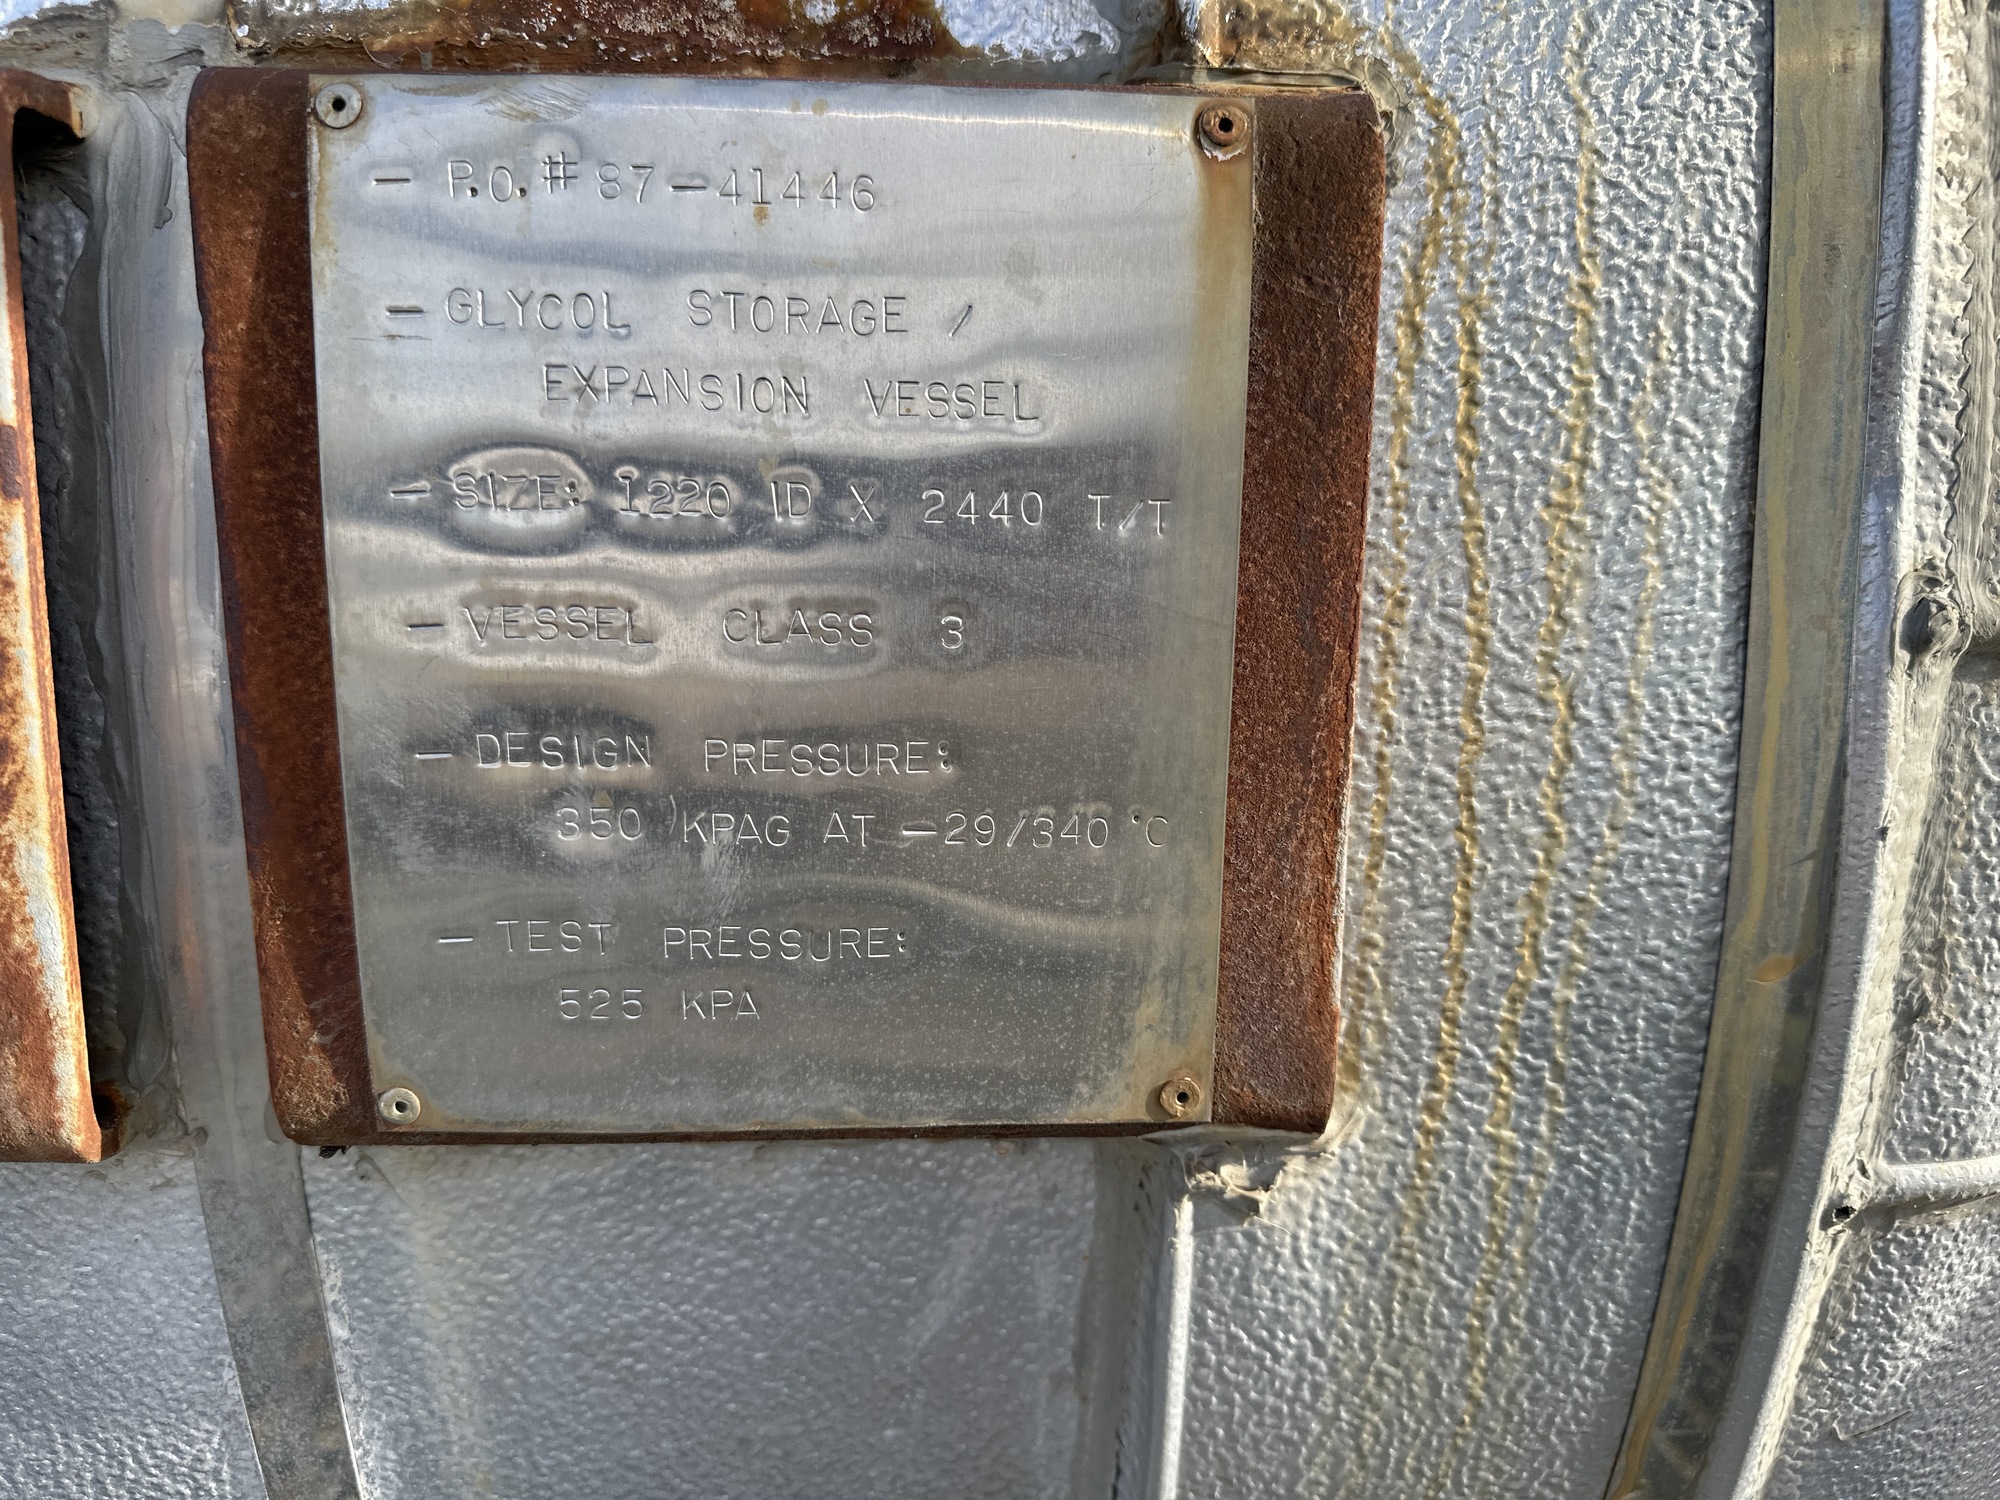 - P.O. # 87-41446
- GLYCOL STORAGE /
EXPANSION VESSEL
- SIZE: 1220 ID X 2440 T/T
- VESSEL CLASS 3
- DESIGN PRESSURE:
350 KPAG AT -29/340 °C
- TEST PRESSURE:
525 KPA